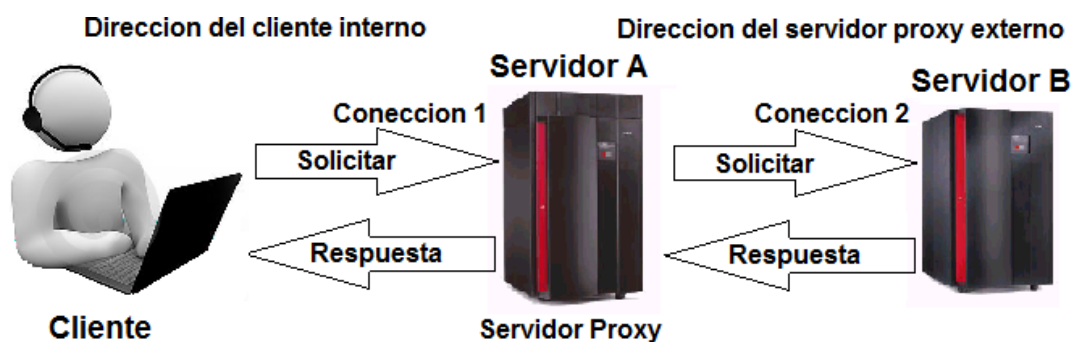 Direccion del cliente interno
Direccion del servidor proxy externo
Servidor A
Servidor B
Coneccion 1
Coneccion 2
Solicitar
Solicitar
Respuesta
Respuesta
Cliente
Servidor Proxy